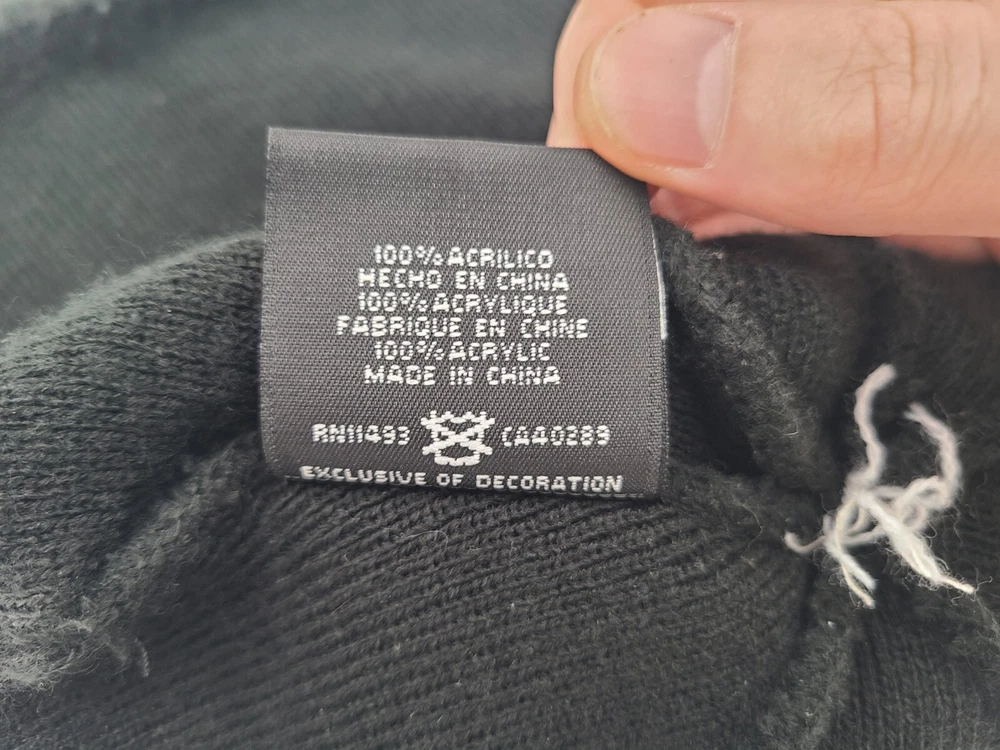 100% ACRILICO
HECHO EN CHINA
100% ACRYLIQUE
FABRIQUE EN CHINE
100% ACRYLIC
MADE IN CHINA
RN11493 CA40289
EXCLUSIVE OF DECORATION